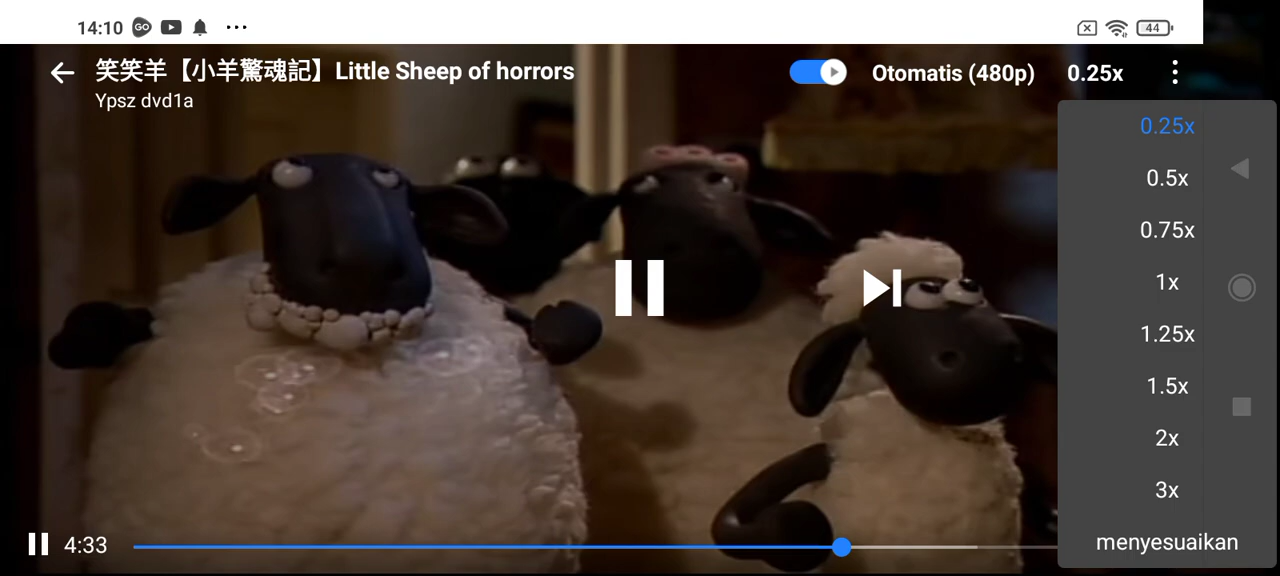 14:10 GO ...
44
笑笑羊【小羊驚魂記】Little Sheep of horrors
Otomatis (480p) 0.25x
Ypsz dvd1a
0.25x
0.5x
0.75x
1x
1.25x
1.5x
2x
3x
menyesuaikan
4:33